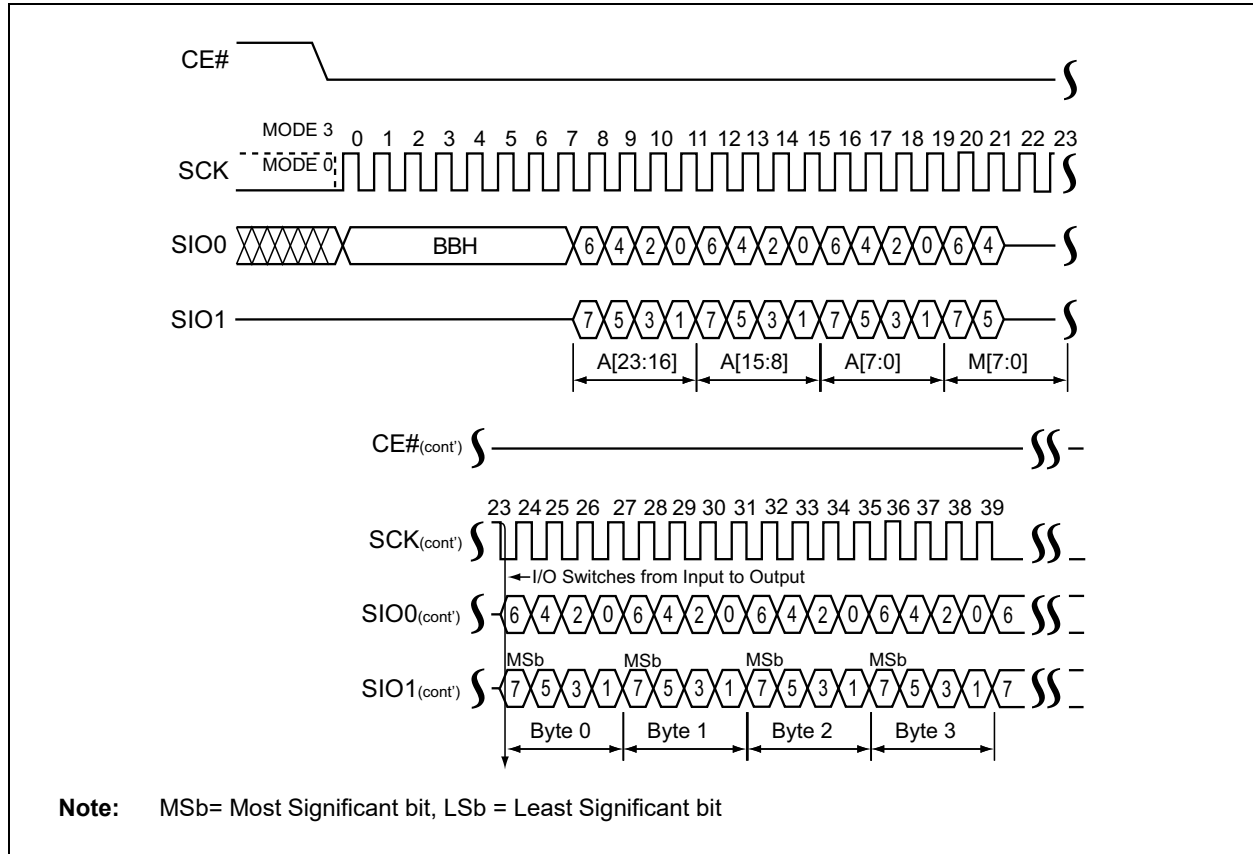 CE#
MODE 3
0 1 2 3 4 5 6 7 8 9 10 11 12 13 14 15 16 17 18 19 20 21 22 23
SCK
MODE 0
SIO0
BBH
6 4 2 0 6 4 2 0 6 4 2 0 6 4
SIO1
7 5 3 1 7 5 3 1 7 5 3 1 7 5
A[23:16] A[15:8] A[7:0] M[7:0]
CE#(cont')
23 24 25 26 27 28 29 30 31 32 33 34 35 36 37 38 39
SCK(cont')
I/O Switches from Input to Output
SIO0(cont')
6 4 2 0 6 4 2 0 6 4 2 0 6 4 2 0 6
MSb MSb MSb MSb
SIO1(cont')
7 5 3 1 7 5 3 1 7 5 3 1 7 5 3 1 7
Byte 0 Byte 1 Byte 2 Byte 3
Note: MSb= Most Significant bit, LSb = Least Significant bit